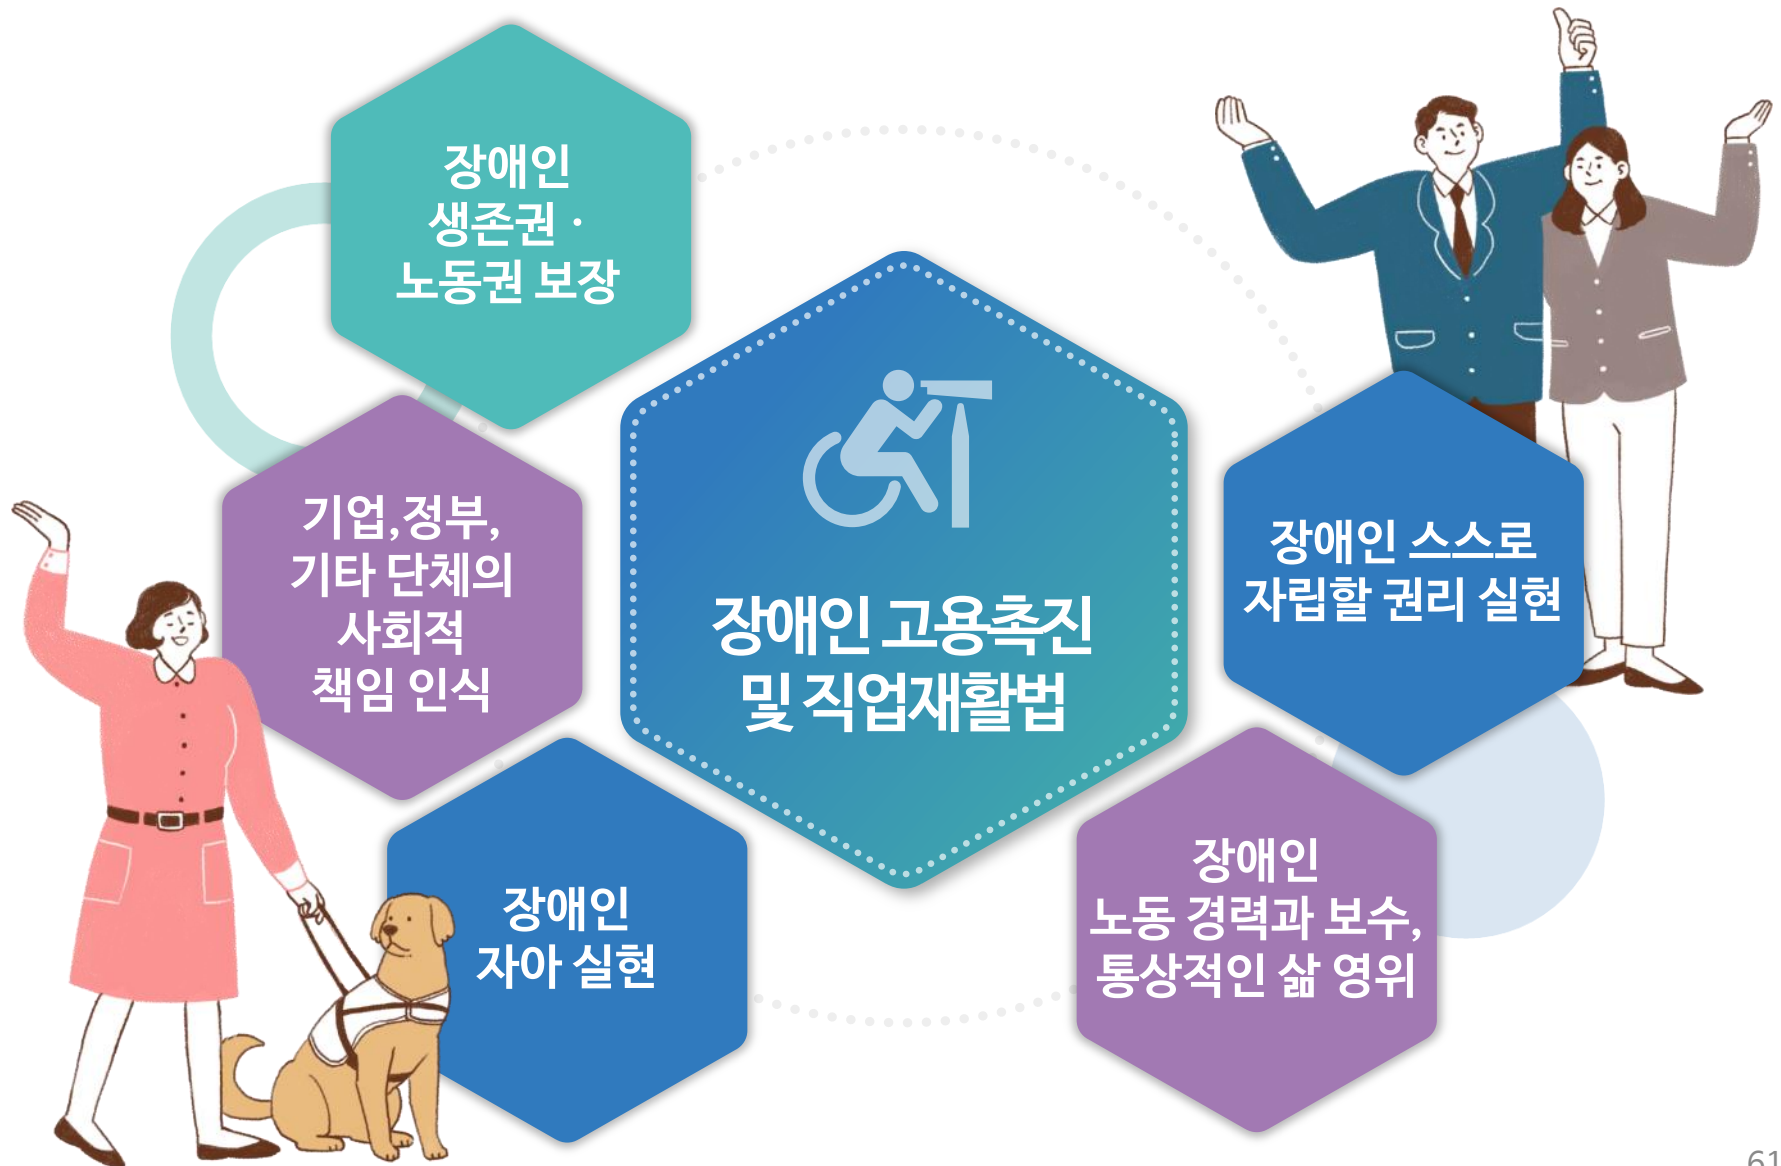 장애인
생존권 ·
노동권 보장
기업,정부,
기타 단체의
사회적
책임 인식
장애인
자아 실현
장애인 고용촉진
및 직업재활법
장애인 스스로
자립할 권리 실현
장애인
노동 경력과 보수,
통상적인 삶 영위
61